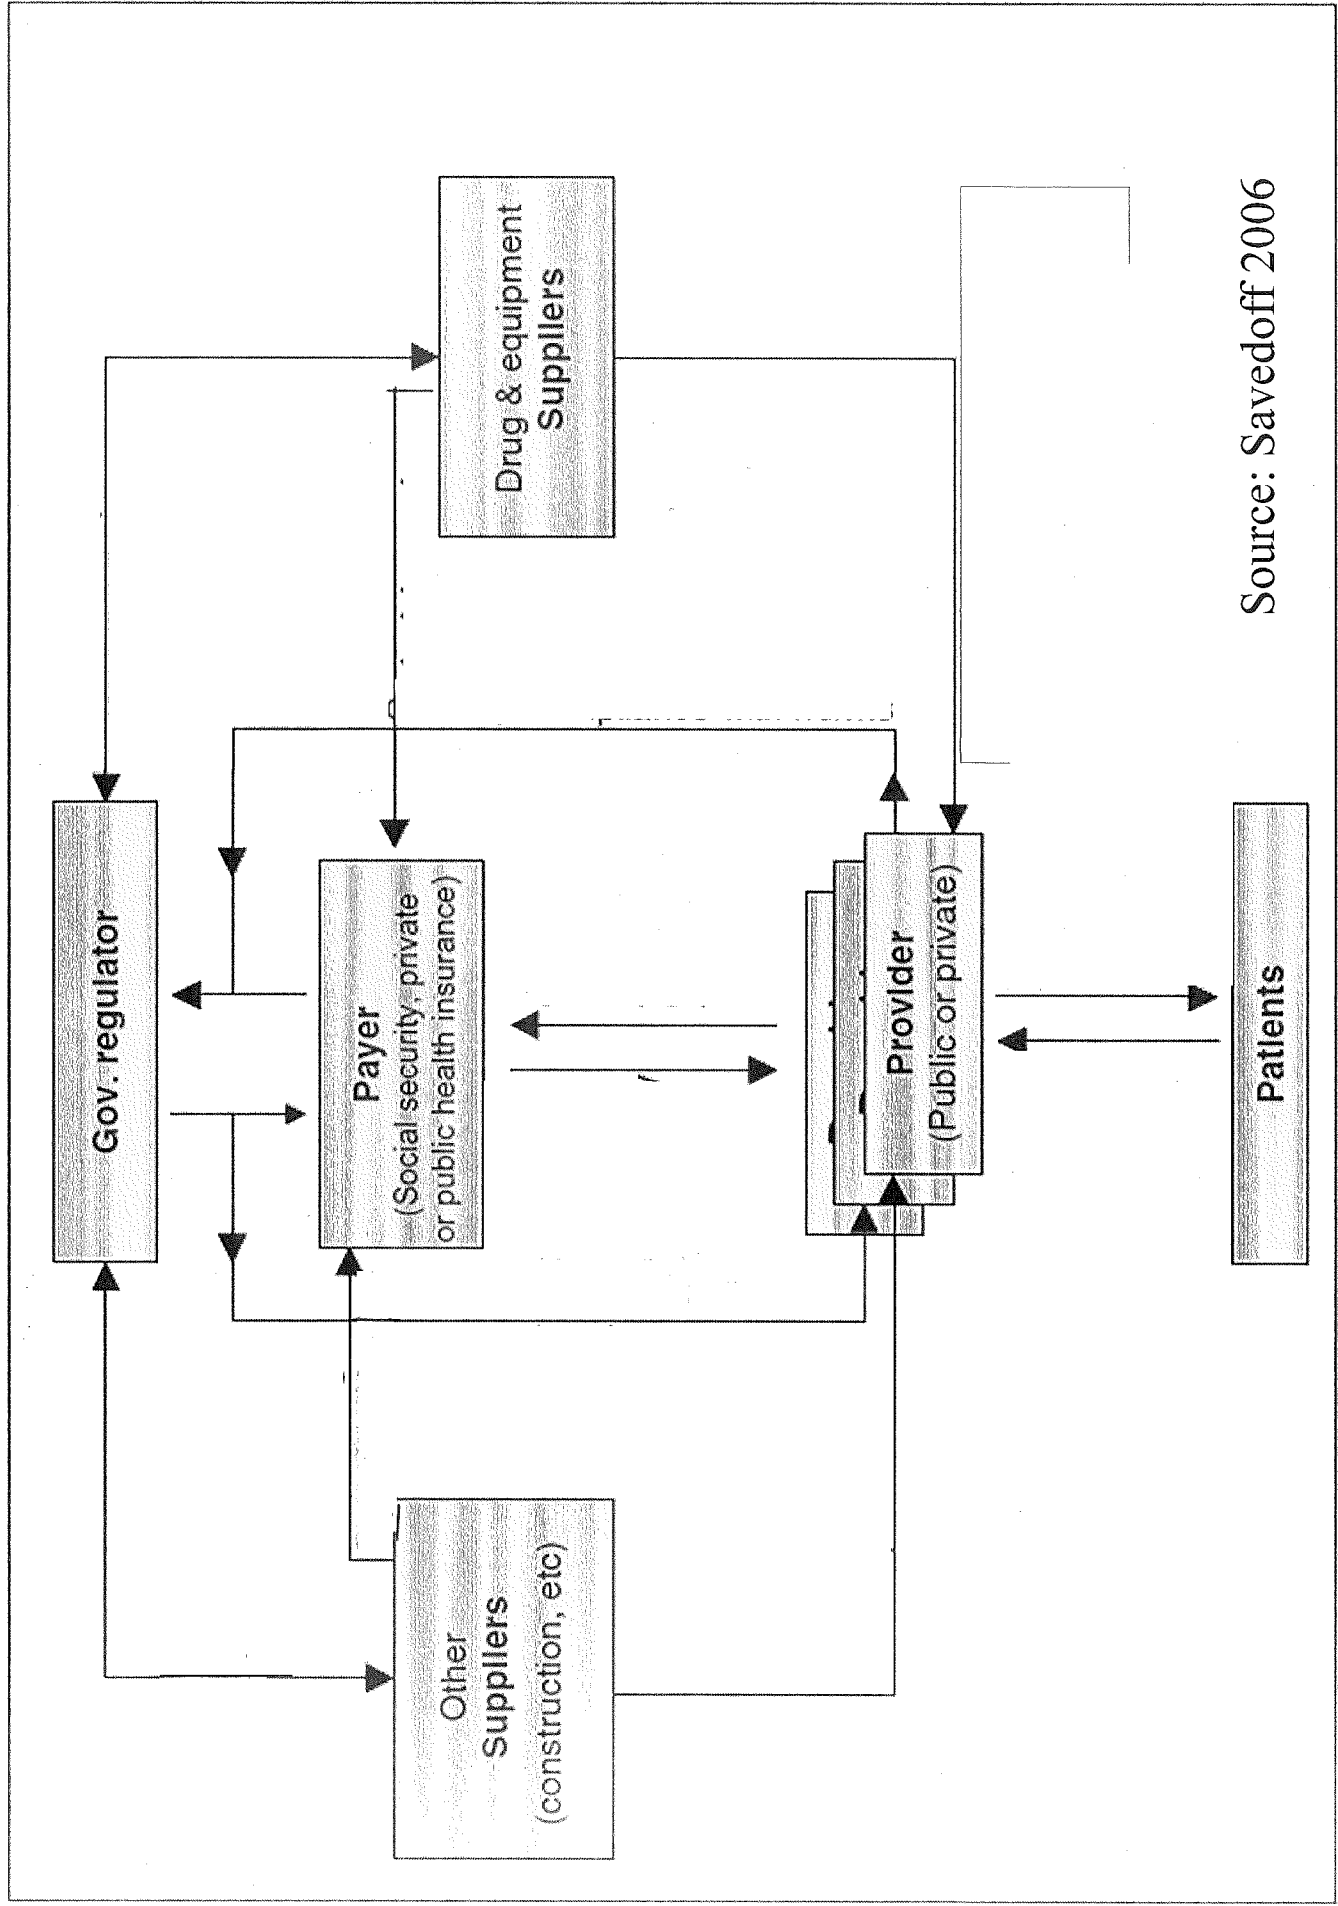 Gov. regulator
Payer
(Social security, private
or public health insurance)
Other
Suppliers
(construction, etc)
Drug & equipment
Suppliers
Provider
(Public or private)
Patients
Source: Savedoff 2006